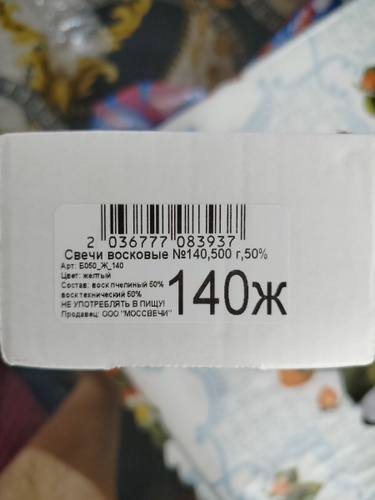 2 036777 083937
Свечи восковые №140,500 г,50%
Арт: Б050_Ж_140
Цвет: желтый
Состав: воск пчелиный 50%
воск технический 50%
НЕ УПОТРЕБЛЯТЬ В ПИЩУ!
Продавец: ООО "МОССВЕЧИ"
140ж